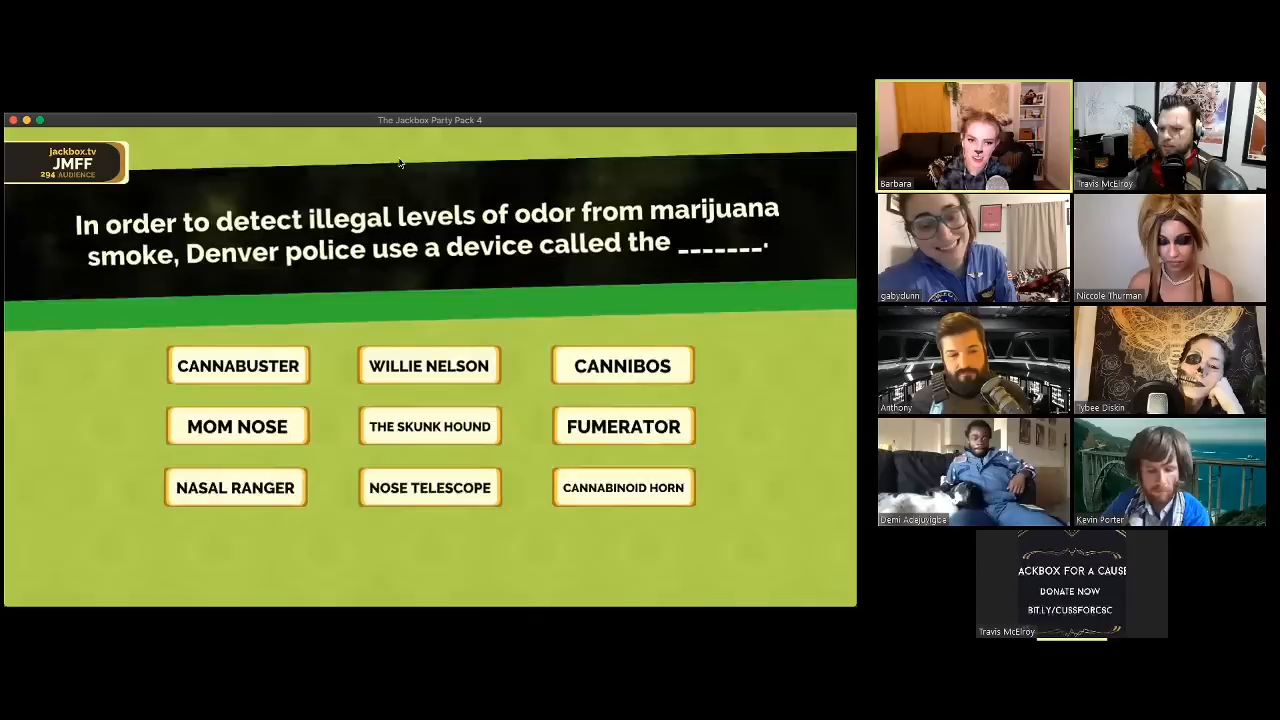 The Jackbox Party Pack 4
jackbox.tv
JMFF
294 AUDIENCE
In order to detect illegal levels of odor from marijuana
smoke, Denver police use a device called the _______.
CANNABUSTER
WILLIE NELSON
CANNIBOS
MOM NOSE
THE SKUNK HOUND
FUMERATOR
NASAL RANGER
NOSE TELESCOPE
CANNABINOID HORN
Barbara
Travis McElroy
gabydunn
Niccole Thurman
Anthony
Tybee Diskin
Demi Adejuyigbe
Kevin Porter
ACKBOX FOR A CAUSE
DONATE NOW
BIT.LY/CUSSFORCSC
Travis McElroy